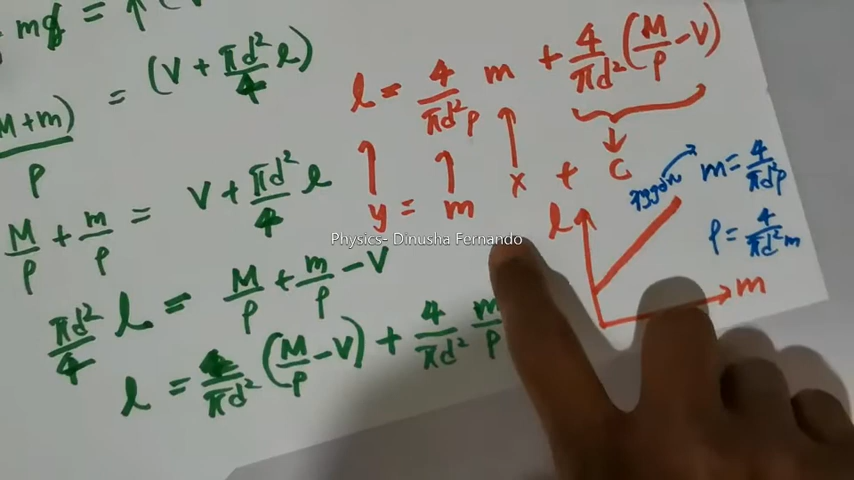 mg = ↑(V
M+m)/ρ = (V + πd²/4 l)
M/ρ + m/ρ = V + πd²/4 l
πd²/4 l = M/ρ + m/ρ - V
l = 4/πd² (M/ρ - V) + 4/πd² m/ρ
l = 4/πd²ρ m + 4/πd² (M/ρ - V)
y = m x + C
l
m
m = 4/πd²ρ
ρ = 4/πd²m
Physics- Dinusha Fernando